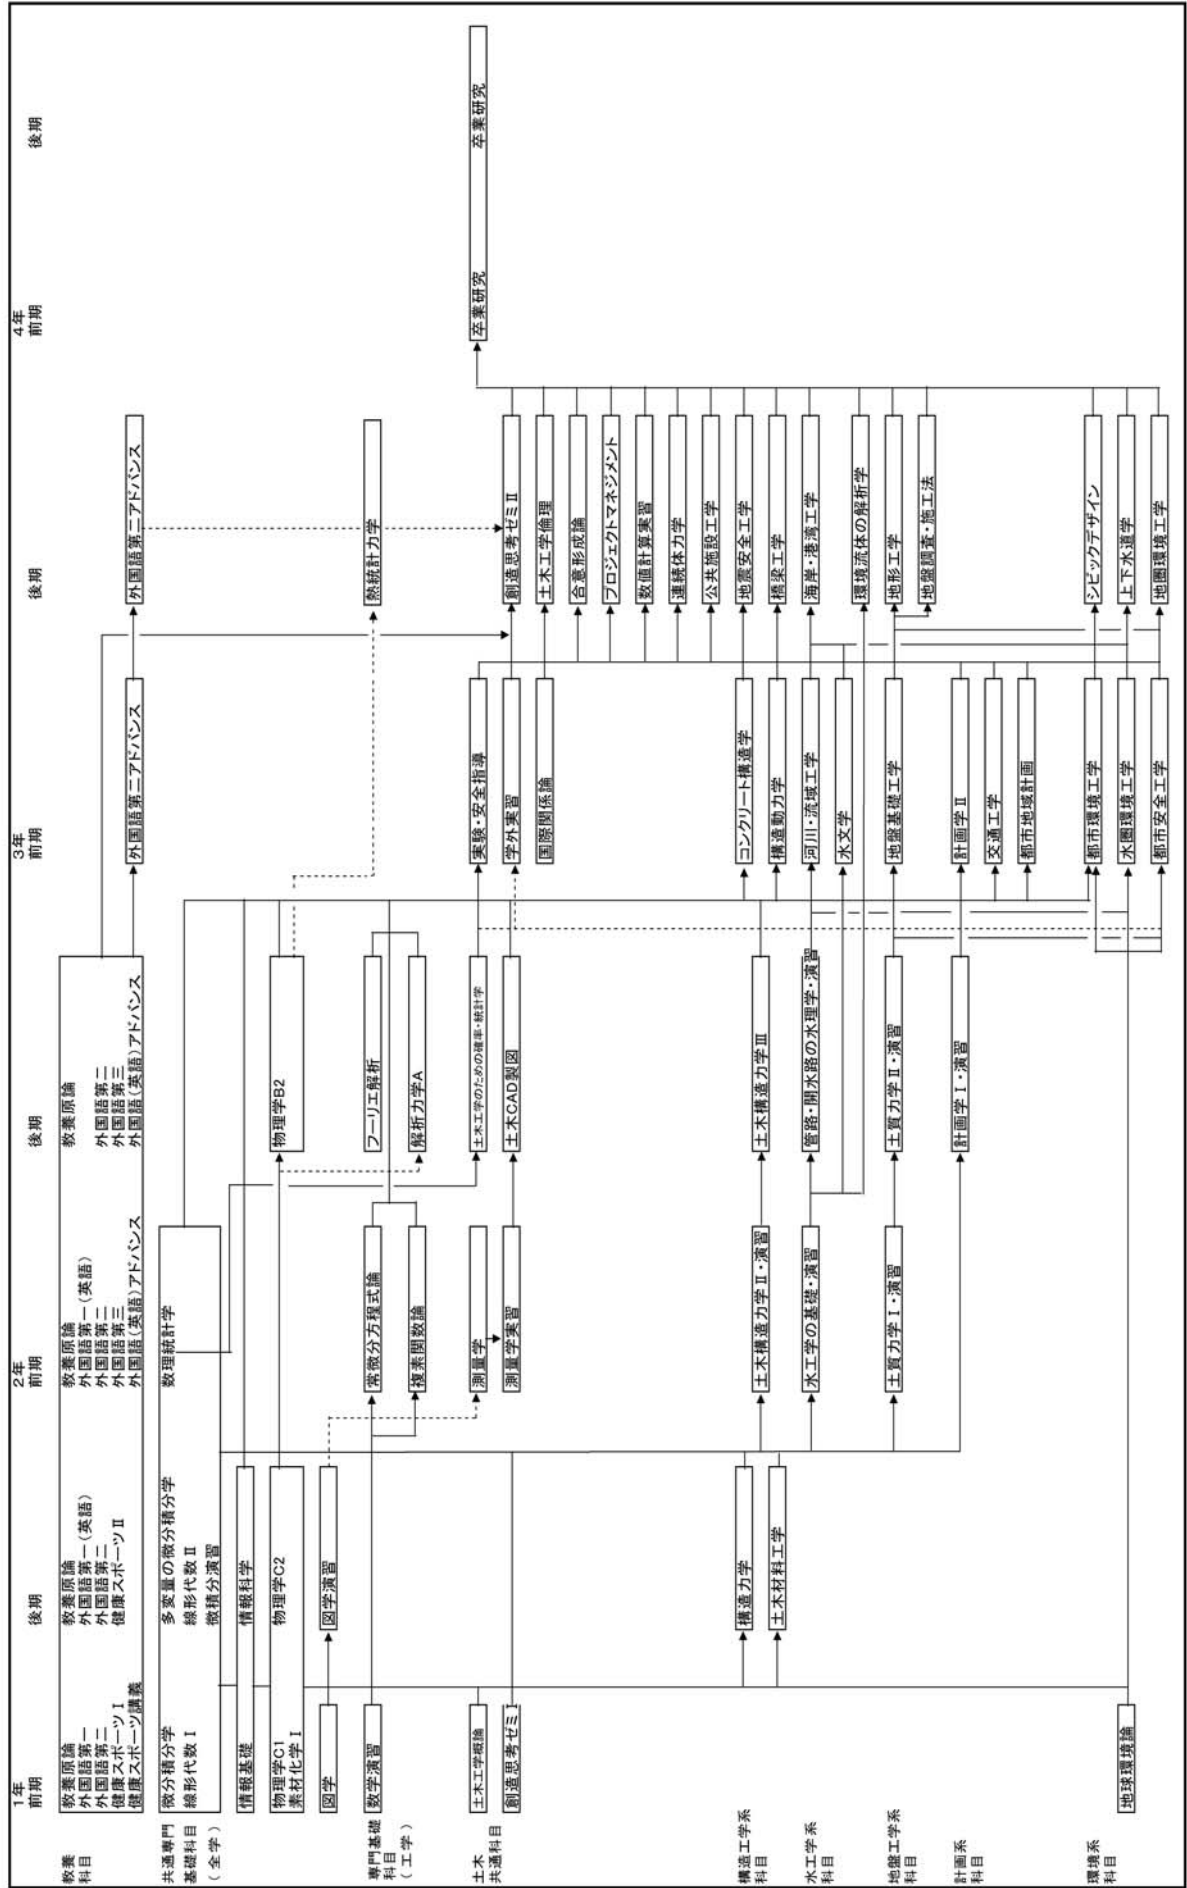 1年
前期
後期
2年
前期
後期
3年
前期
後期
4年
前期
後期
教養
科目
教養原論
外国語第一
外国語第二
健康スポーツⅠ
健康スポーツ講義
教養原論
外国語第一(英語)
外国語第二
健康スポーツⅡ
教養原論
外国語第一(英語)
外国語第二
外国語第三
外国語(英語)アドバンス
教養原論
外国語第二
外国語第三
外国語(英語)アドバンス
外国語第二アドバンス
外国語第二アドバンス
共通専門
基礎科目
(全学)
微分積分学
線形代数Ⅰ
多変量の微分積分学
線形代数Ⅱ
微積分演習
数理統計学
情報基礎
情報科学
物理学C1
素材化学Ⅰ
物理学C2
物理学B2
図学
図学演習
専門基礎
科目
(工学)
数学演習
常微分方程式論
複素関数論
フーリエ解析
解析力学A
熱統計力学
土木
共通科目
土木工学概論
創造思考ゼミⅠ
測量学
測量学実習
土木工学のための確率・統計学
土木CAD製図
実験・安全指導
学外実習
国際関係論
創造思考ゼミⅡ
土木工学倫理
合意形成論
プロジェクトマネジメント
数値計算実習
連続体力学
公共施設工学
卒業研究
卒業研究
構造工学系
科目
構造力学
土木材料工学
土木構造力学Ⅱ・演習
土木構造力学Ⅲ
コンクリート構造学
構造動力学
地震安全工学
橋梁工学
水工学系
科目
水工学の基礎・演習
管路・開水路の水理学・演習
河川・流域工学
水文学
海岸・港湾工学
環境流体の解析学
地盤工学系
科目
土質力学Ⅰ・演習
土質力学Ⅱ・演習
地盤基礎工学
地形工学
地盤調査・施工法
計画系
科目
計画学Ⅰ・演習
計画学Ⅱ
交通工学
都市地域計画
環境系
科目
地球環境論
都市環境工学
水圏環境工学
都市安全工学
シビックデザイン
上下水道学
地圏環境工学